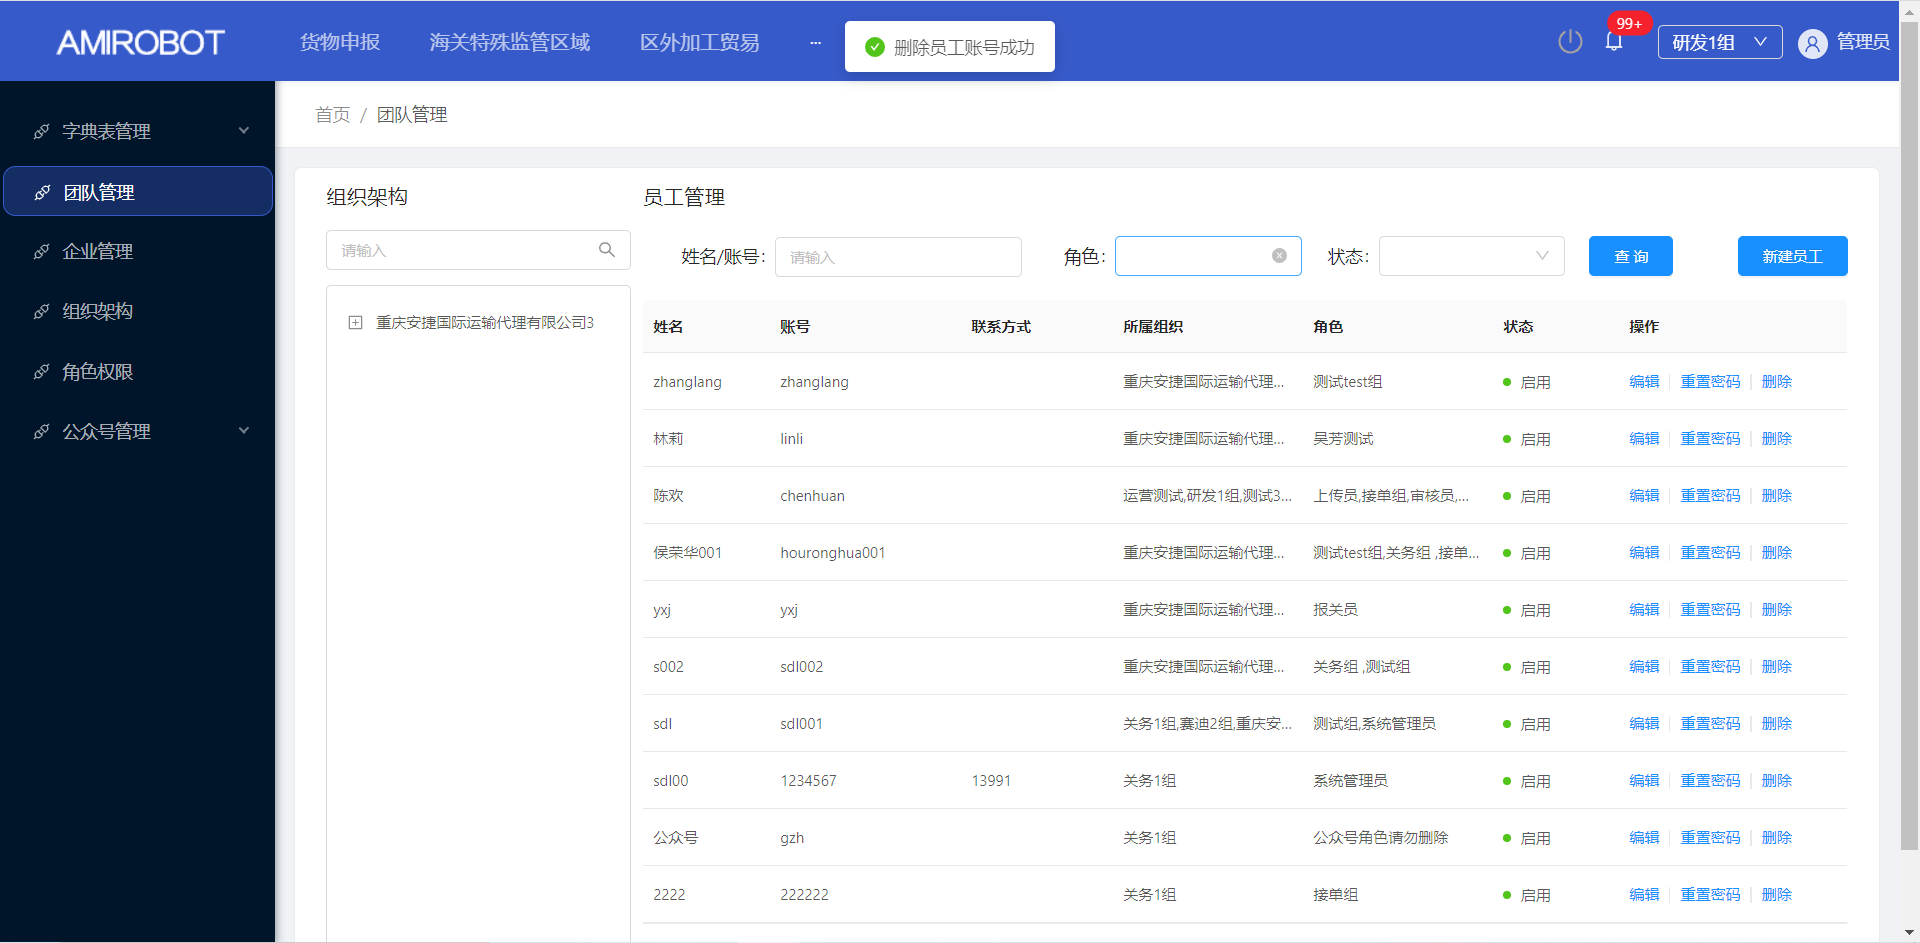 AMIROBOT 货物申报 海关特殊监管区域 区外加工贸易 ··· 删除员工账号成功 99+ 研发1组 管理员
字典表管理
团队管理
企业管理
组织架构
角色权限
公众号管理
首页 / 团队管理
组织架构
请输入
重庆安捷国际运输代理有限公司3
员工管理
姓名/账号: 请输入 角色: 状态: 查 询 新建员工
姓名 账号 联系方式 所属组织 角色 状态 操作
zhanglang zhanglang 重庆安捷国际运输代理... 测试test组 启用 编辑 重置密码 删除
林莉 linli 重庆安捷国际运输代理... 吴芳测试 启用 编辑 重置密码 删除
陈欢 chenhuan 运营测试,研发1组,测试3... 上传员,接单组,审核员,... 启用 编辑 重置密码 删除
侯荣华001 houronghua001 重庆安捷国际运输代理... 测试test组,关务组 ,接单... 启用 编辑 重置密码 删除
yxj yxj 重庆安捷国际运输代理... 报关员 启用 编辑 重置密码 删除
s002 sdl002 重庆安捷国际运输代理... 关务组 ,测试组 启用 编辑 重置密码 删除
sdl sdl001 关务1组,赛迪2组,重庆安... 测试组,系统管理员 启用 编辑 重置密码 删除
sdl00 1234567 13991 关务1组 系统管理员 启用 编辑 重置密码 删除
公众号 gzh 关务1组 公众号角色请勿删除 启用 编辑 重置密码 删除
2222 222222 关务1组 接单组 启用 编辑 重置密码 删除